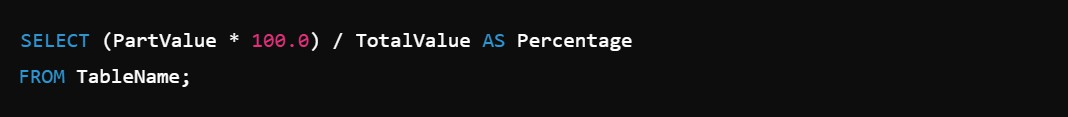 SELECT (PartValue * 100.0) / TotalValue AS Percentage
FROM TableName;